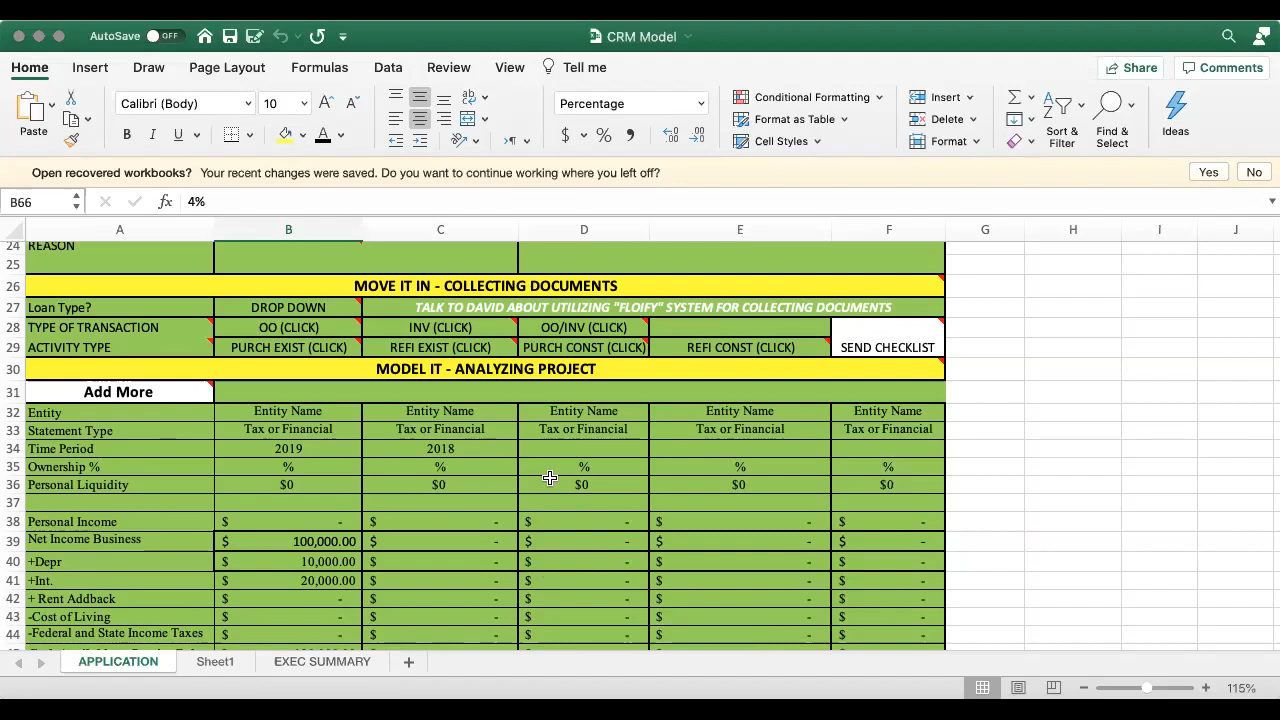 AutoSave OFF CRM Model
Home Insert Draw Page Layout Formulas Data Review View Tell me Share Comments
Paste Calibri (Body) 10 Percentage Conditional Formatting Format as Table Cell Styles Insert Delete Format Sort & Filter Find & Select Ideas
Open recovered workbooks? Your recent changes were saved. Do you want to continue working where you left off? Yes No
B66 fx 4%
A B C D E F G H I J
24 REASON
25
26 MOVE IT IN - COLLECTING DOCUMENTS
27 Loan Type? DROP DOWN TALK TO DAVID ABOUT UTILIZING "FLOIFY" SYSTEM FOR COLLECTING DOCUMENTS
28 TYPE OF TRANSACTION OO (CLICK) INV (CLICK) OO/INV (CLICK)
29 ACTIVITY TYPE PURCH EXIST (CLICK) REFI EXIST (CLICK) PURCH CONST (CLICK) REFI CONST (CLICK) SEND CHECKLIST
30 MODEL IT - ANALYZING PROJECT
31 Add More
32 Entity Entity Name Entity Name Entity Name Entity Name Entity Name
33 Statement Type Tax or Financial Tax or Financial Tax or Financial Tax or Financial Tax or Financial
34 Time Period 2019 2018
35 Ownership % % % % % %
36 Personal Liquidity $0 $0 $0 $0 $0
37
38 Personal Income $ - $ - $ - $ - $ -
39 Net Income Business $ 100,000.00 $ - $ - $ - $ -
40 +Depr $ 10,000.00 $ - $ - $ - $ -
41 +Int. $ 20,000.00 $ - $ - $ - $ -
42 + Rent Addback $ - $ - $ - $ - $ -
43 -Cost of Living $ - $ - $ - $ - $ -
44 -Federal and State Income Taxes $ - $ - $ - $ - $ -
APPLICATION Sheet1 EXEC SUMMARY +
115%